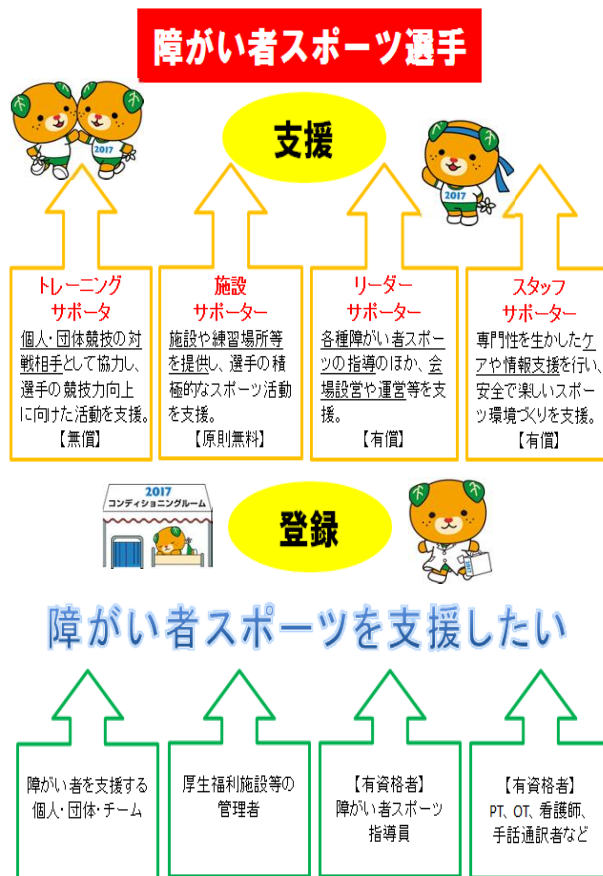 障がい者スポーツ選手
支援
2017
2017
トレーニング
サポータ
個人・団体競技の対
戦相手として協力し、
選手の競技力向上
に向けた活動を支援。
【無償】
施設
サポーター
施設や練習場所等
を提供し、選手の積
極的なスポーツ活動
を支援。
【原則無料】
リーダー
サポーター
各種障がい者スポー
ツの指導のほか、会
場設営や運営等を支
援。
【有償】
スタッフ
サポーター
専門性を生かしたケ
アや情報支援を行い、
安全で楽しいスポー
ツ環境づくりを支援。
【有償】
2017
コンディショニングルーム
登録
障がい者スポーツを支援したい
障がい者を支援する
個人・団体・チーム
厚生福利施設等の
管理者
【有資格者】
障がい者スポーツ
指導員
【有資格者】
PT、OT、看護師、
手話通訳者など